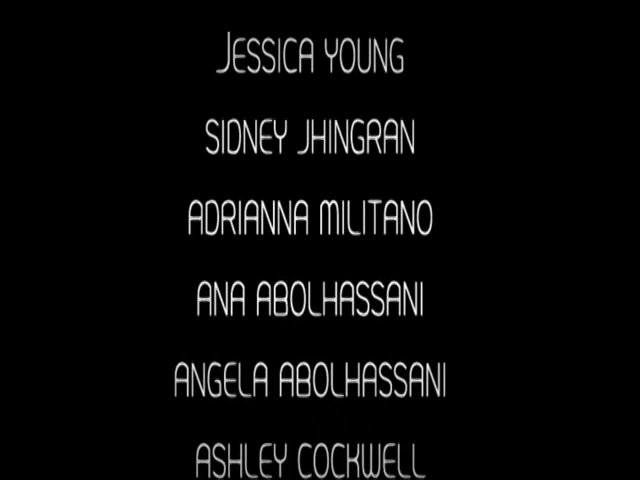 JESSICA YOUNG
SIDNEY JHINGRAN
ADRIANNA MILITANO
ANA ABOLHASSANI
ANGELA ABOLHASSANI
ASHLEY COCKWELL